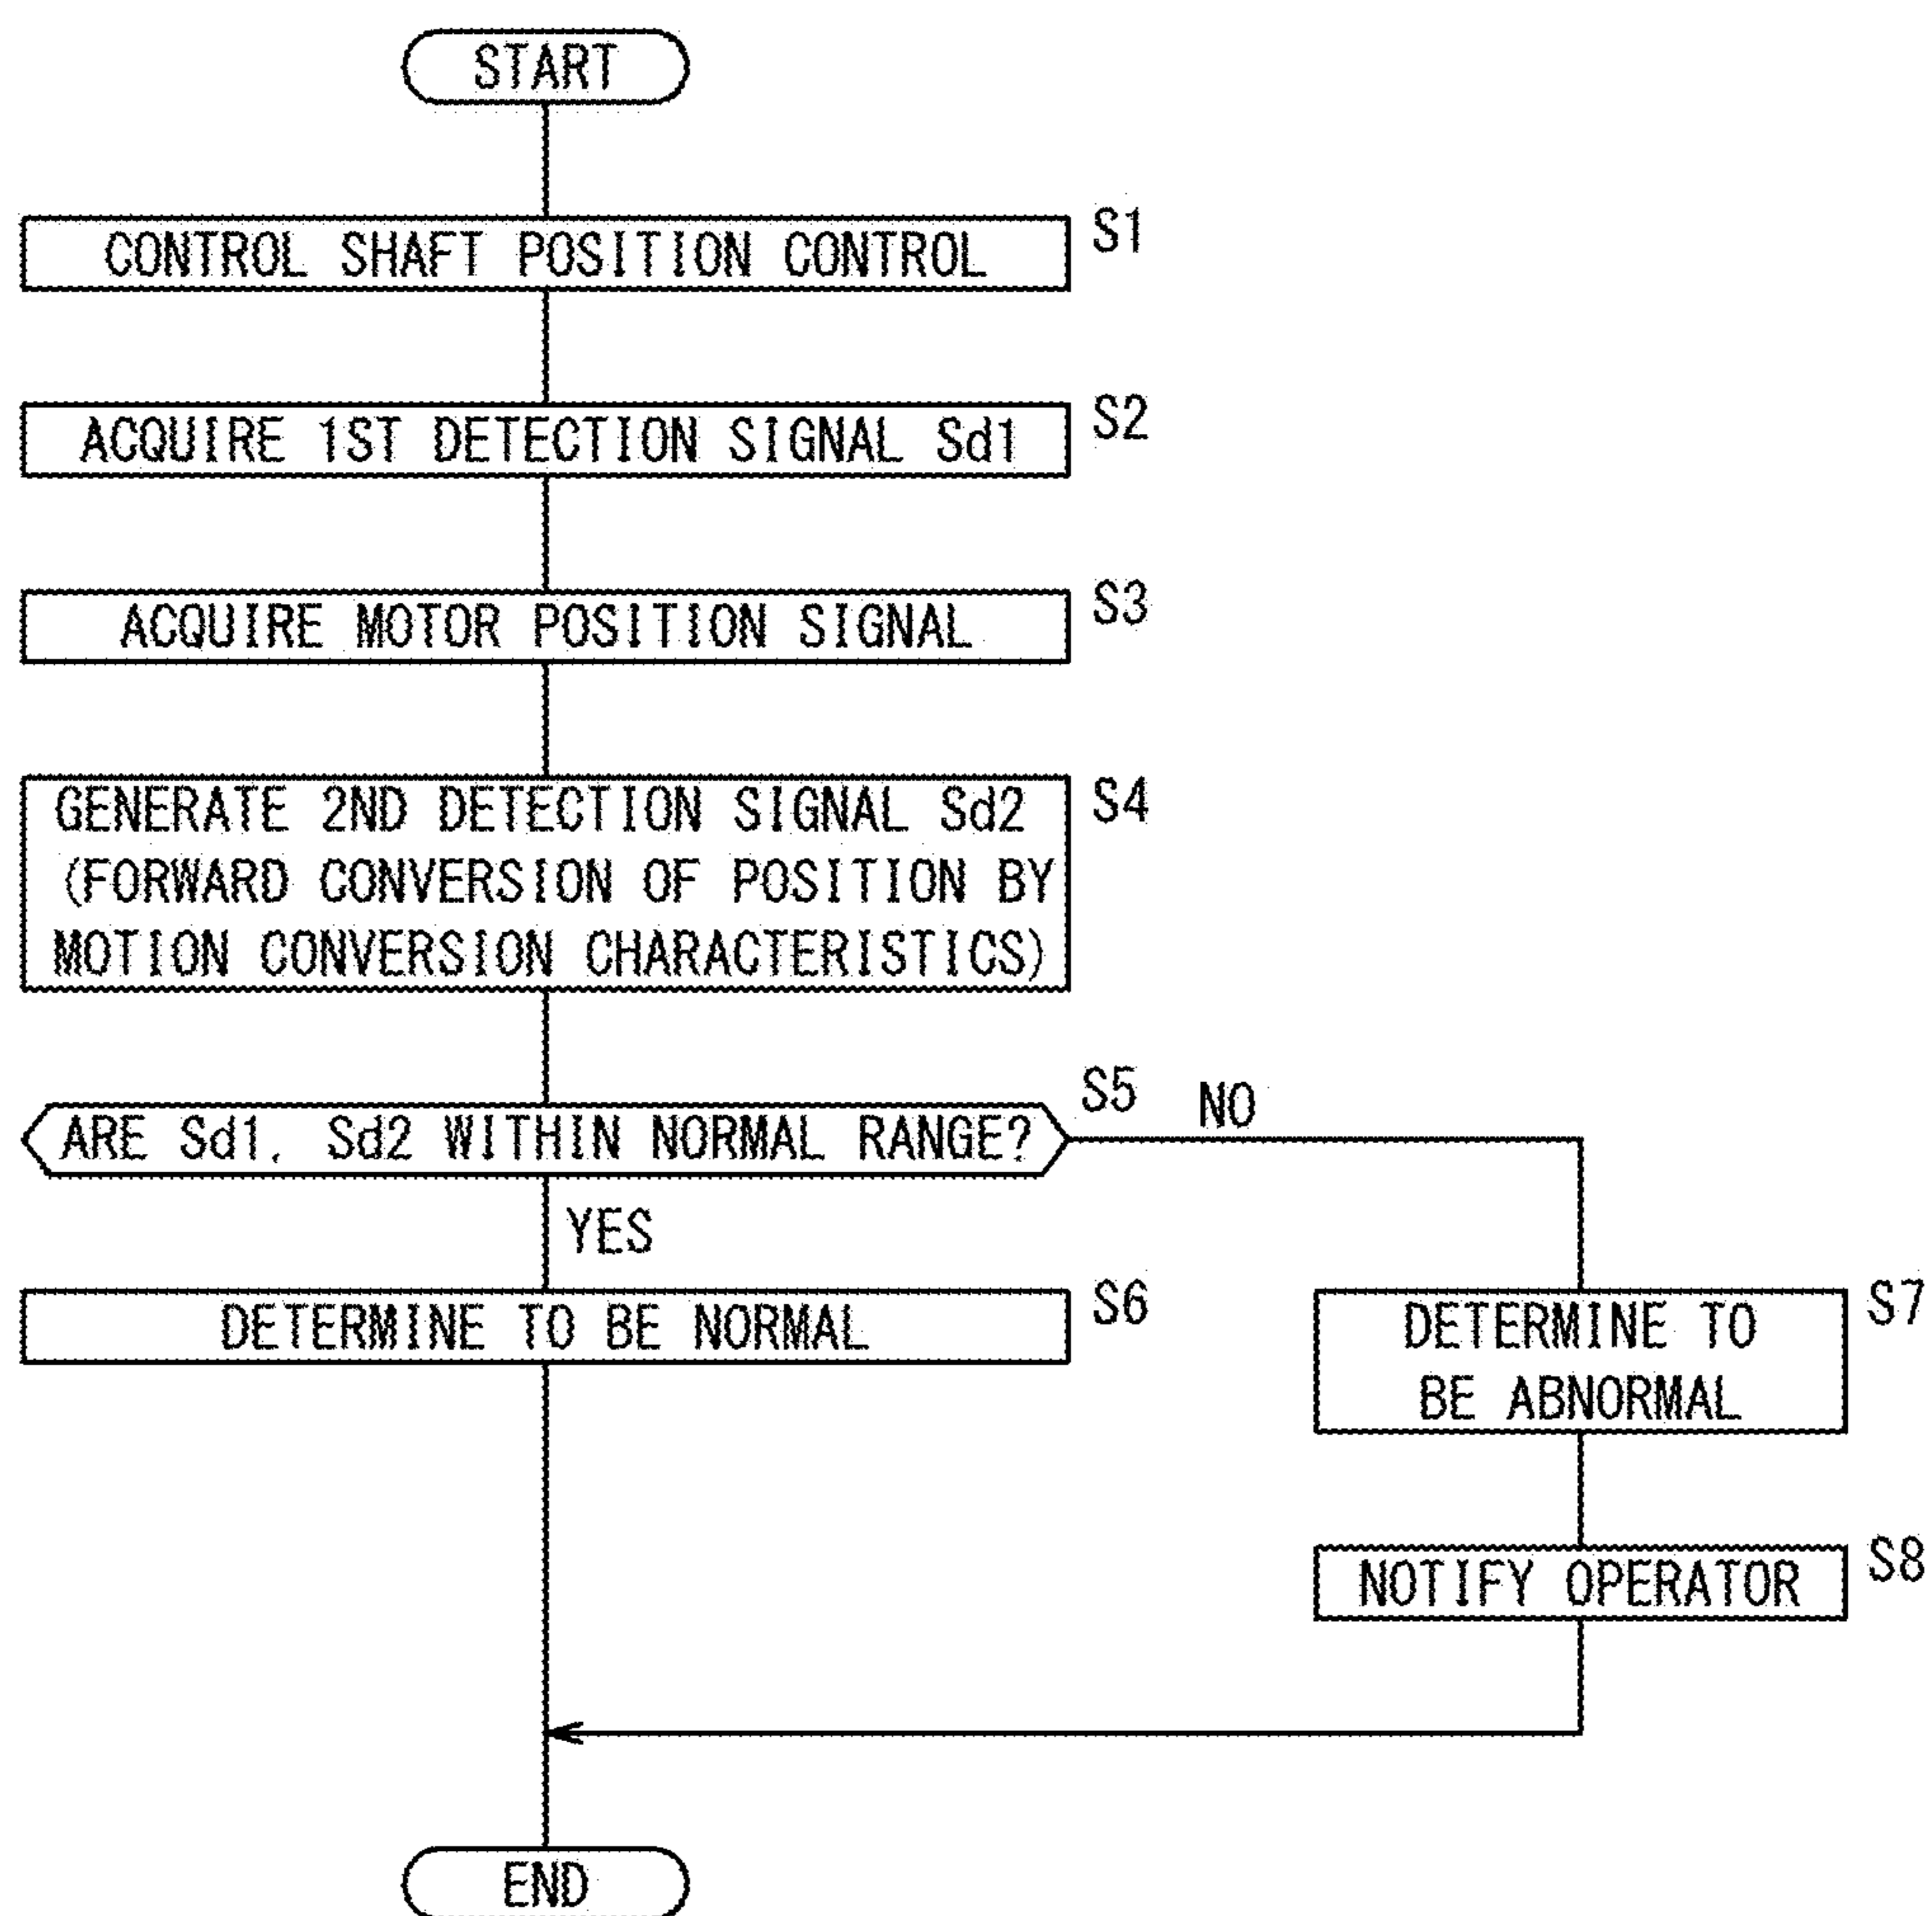 START
CONTROL SHAFT POSITION CONTROL
S1
ACQUIRE 1ST DETECTION SIGNAL Sd1
S2
ACQUIRE MOTOR POSITION SIGNAL
S3
GENERATE 2ND DETECTION SIGNAL Sd2
(FORWARD CONVERSION OF POSITION BY
MOTION CONVERSION CHARACTERISTICS)
S4
ARE Sd1, Sd2 WITHIN NORMAL RANGE?
S5
NO
YES
DETERMINE TO BE NORMAL
S6
DETERMINE TO
BE ABNORMAL
S7
NOTIFY OPERATOR
S8
END